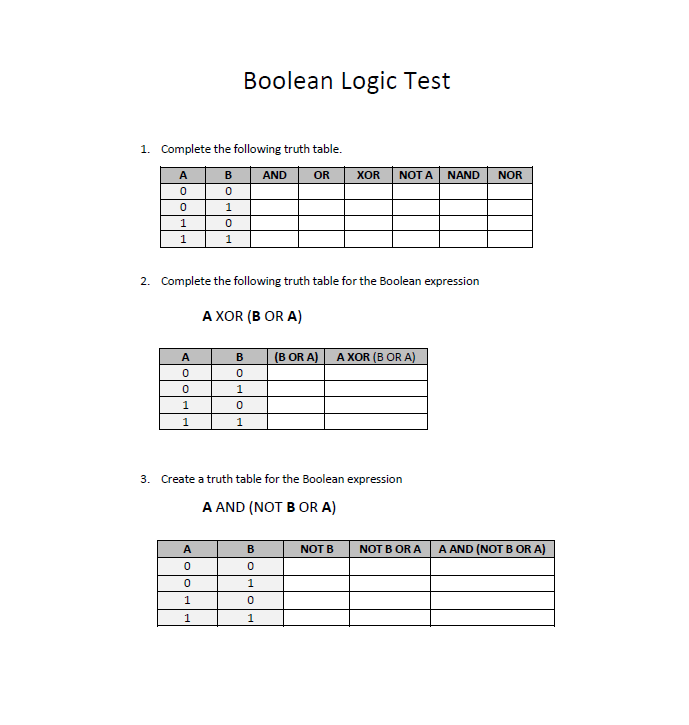 Boolean Logic Test
1. Complete the following truth table.
A B AND OR XOR NOT A NAND NOR
0 0
0 1
1 0
1 1
2. Complete the following truth table for the Boolean expression
A XOR (B OR A)
A B (B OR A) A XOR (B OR A)
0 0
0 1
1 0
1 1
3. Create a truth table for the Boolean expression
A AND (NOT B OR A)
A B NOT B NOT B OR A A AND (NOT B OR A)
0 0
0 1
1 0
1 1